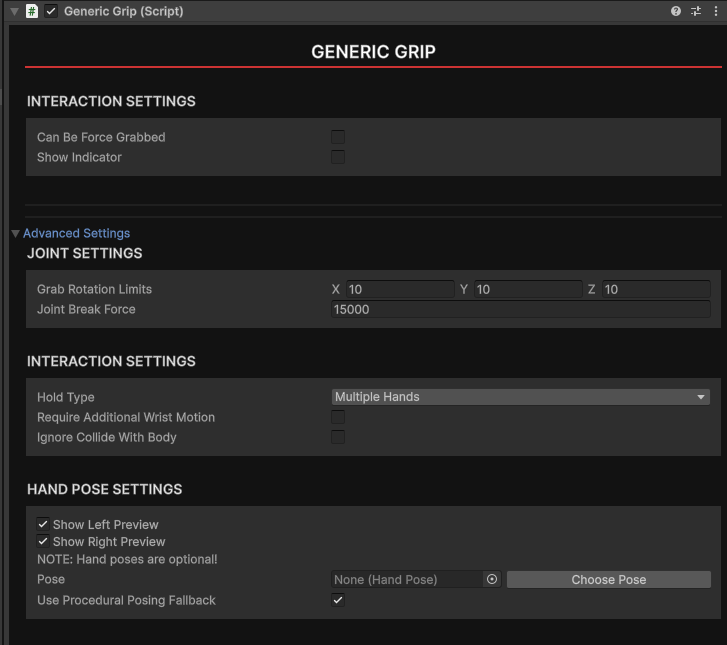 # Generic Grip (Script)
GENERIC GRIP
INTERACTION SETTINGS
Can Be Force Grabbed
Show Indicator
Advanced Settings
JOINT SETTINGS
Grab Rotation Limits X 10 Y 10 Z 10
Joint Break Force 15000
INTERACTION SETTINGS
Hold Type Multiple Hands
Require Additional Wrist Motion
Ignore Collide With Body
HAND POSE SETTINGS
Show Left Preview
Show Right Preview
NOTE: Hand poses are optional!
Pose None (Hand Pose) Choose Pose
Use Procedural Posing Fallback